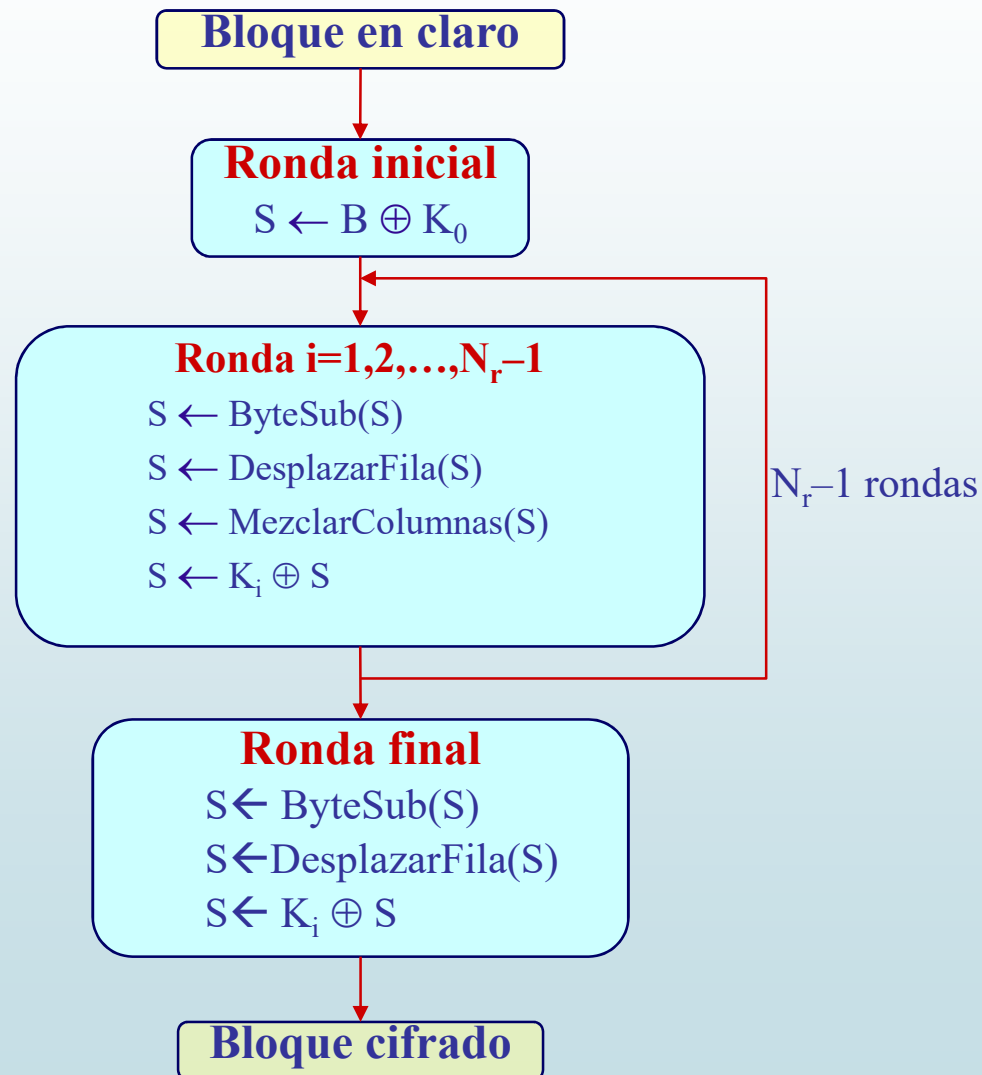 Bloque en claro
Ronda inicial
S ← B ⊕ K₀
Ronda i=1,2,…,Nᵣ–1
S ← ByteSub(S)
S ← DesplazarFila(S)
S ← MezclarColumnas(S)
S ← Kᵢ ⊕ S
Nᵣ–1 rondas
Ronda final
S← ByteSub(S)
S←DesplazarFila(S)
S← Kᵢ ⊕ S
Bloque cifrado